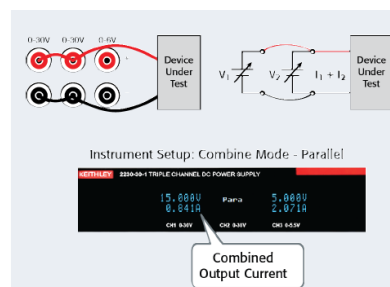 0-30V 0-30V 0-6V
Device
Under
Test
V1
V2
I1 + I2
Device
Under
Test
Instrument Setup: Combine Mode - Parallel
KEITHLEY 2230-30-1 TRIPLE CHANNEL DC POWER SUPPLY
15.000V Para 5.000V
0.841A 2.071A
CH1 0-30V CH2 0-30V CH3 0-5.5V
Combined
Output Current